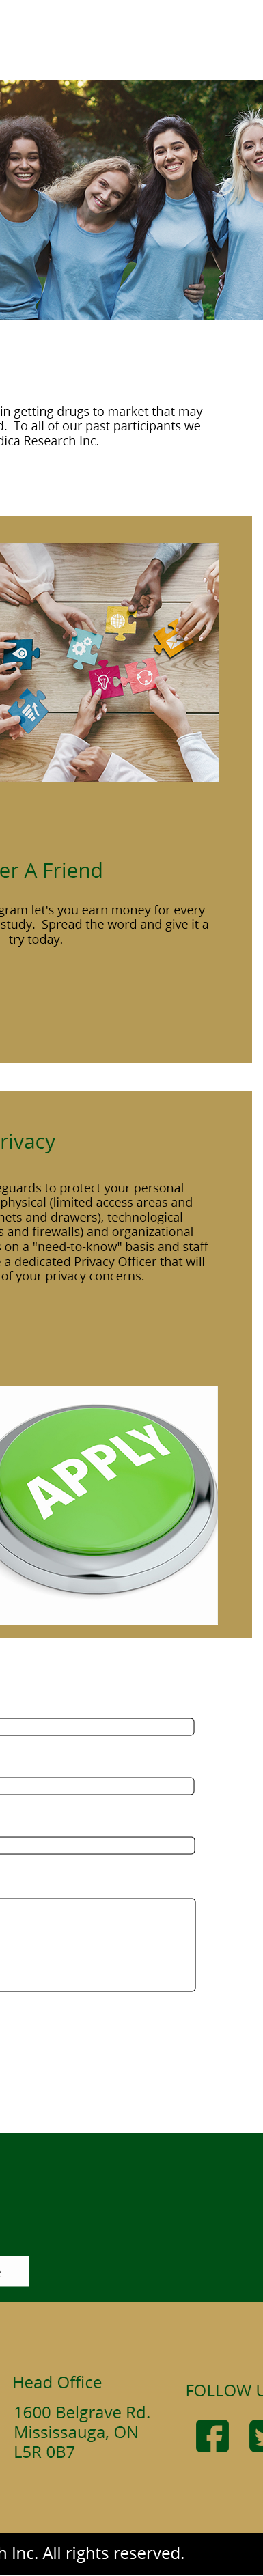 in getting drugs to market that may
d. To all of our past participants we
dica Research Inc.
er A Friend
gram let's you earn money for every
study. Spread the word and give it a
try today.
rivacy
eguards to protect your personal
physical (limited access areas and
nets and drawers), technological
s and firewalls) and organizational
s on a "need-to-know" basis and staff
a dedicated Privacy Officer that will
of your privacy concerns.
APPLY
Head Office
1600 Belgrave Rd.
Mississauga, ON
L5R 0B7
FOLLOW U
h Inc. All rights reserved.